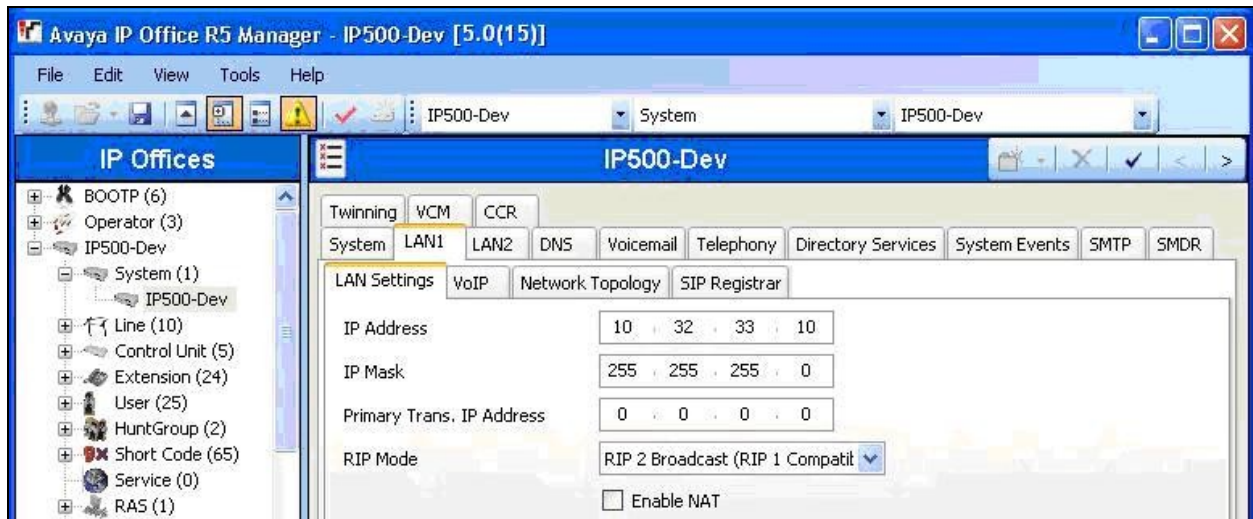 Avaya IP Office R5 Manager - IP500-Dev [5.0(15)]
File Edit View Tools Help
IP500-Dev System IP500-Dev
IP Offices
IP500-Dev
BOOTP (6)
Operator (3)
IP500-Dev
System (1)
IP500-Dev
Line (10)
Control Unit (5)
Extension (24)
User (25)
HuntGroup (2)
Short Code (65)
Service (0)
RAS (1)
Twinning VCM CCR
System LAN1 LAN2 DNS Voicemail Telephony Directory Services System Events SMTP SMDR
LAN Settings VoIP Network Topology SIP Registrar
IP Address 10 . 32 . 33 . 10
IP Mask 255 . 255 . 255 . 0
Primary Trans. IP Address 0 . 0 . 0 . 0
RIP Mode RIP 2 Broadcast (RIP 1 Compatit
Enable NAT